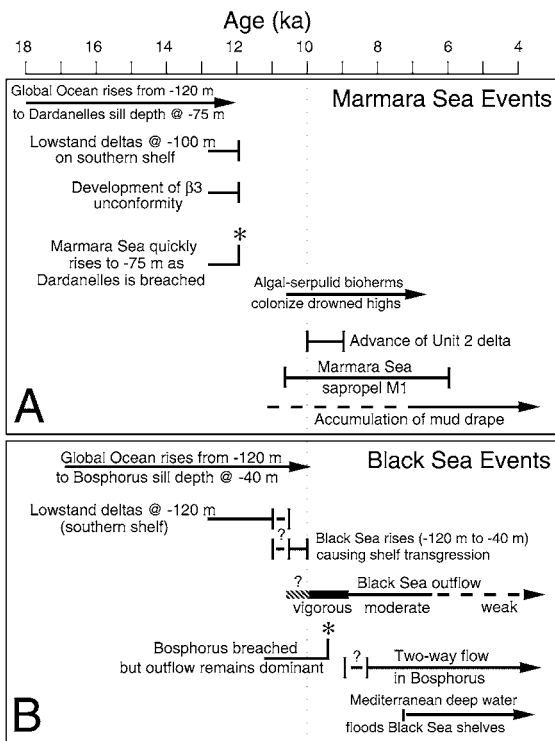 Age (ka)
18 16 14 12 10 8 6 4
Global Ocean rises from -120 m
to Dardanelles sill depth @ -75 m
Marmara Sea Events
Lowstand deltas @ -100 m
on southern shelf
Development of β3
unconformity
*
Marmara Sea quickly
rises to -75 m as
Dardanelles is breached
Algal-serpulid bioherms
colonize drowned highs
Advance of Unit 2 delta
Marmara Sea
sapropel M1
Accumulation of mud drape
A
Global Ocean rises from -120 m
to Bosphorus sill depth @ -40 m
Black Sea Events
Lowstand deltas @ -120 m
(southern shelf)
?
Black Sea rises (-120 m to -40 m)
causing shelf transgression
?
Black Sea outflow
vigorous moderate weak
*
Bosphorus breached
but outflow remains dominant
?
Two-way flow
in Bosphorus
Mediterranean deep water
floods Black Sea shelves
B